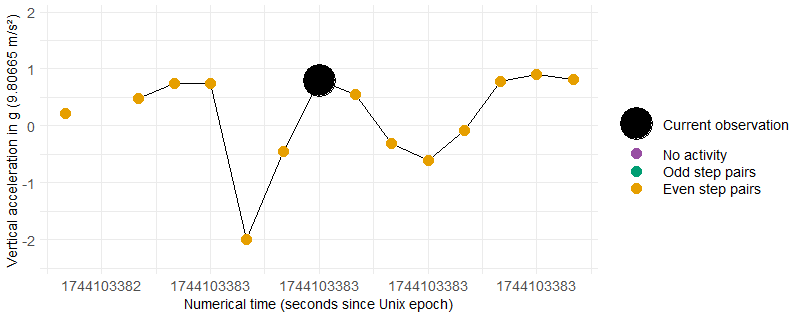 Vertical acceleration in g (9.80665 m/s²)
2
1
0
-1
-2
1744103382
1744103383
1744103383
1744103383
1744103383
Numerical time (seconds since Unix epoch)
Current observation
No activity
Odd step pairs
Even step pairs